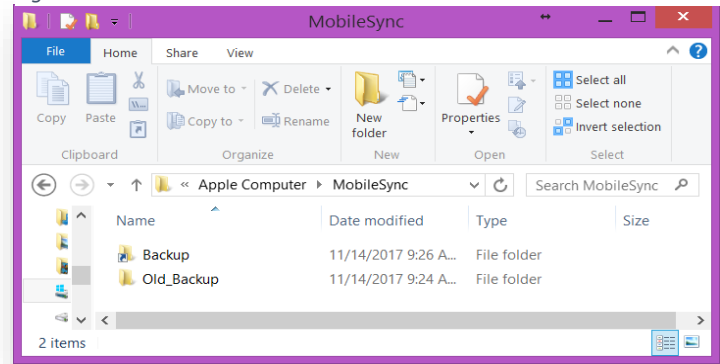 MobileSync
File Home Share View
Copy Paste Move to Copy to Delete Rename New folder Properties Select all Select none Invert selection
Clipboard Organize New Open Select
« Apple Computer MobileSync Search MobileSync
Name Date modified Type Size
Backup 11/14/2017 9:26 A... File folder
Old_Backup 11/14/2017 9:24 A... File folder
2 items